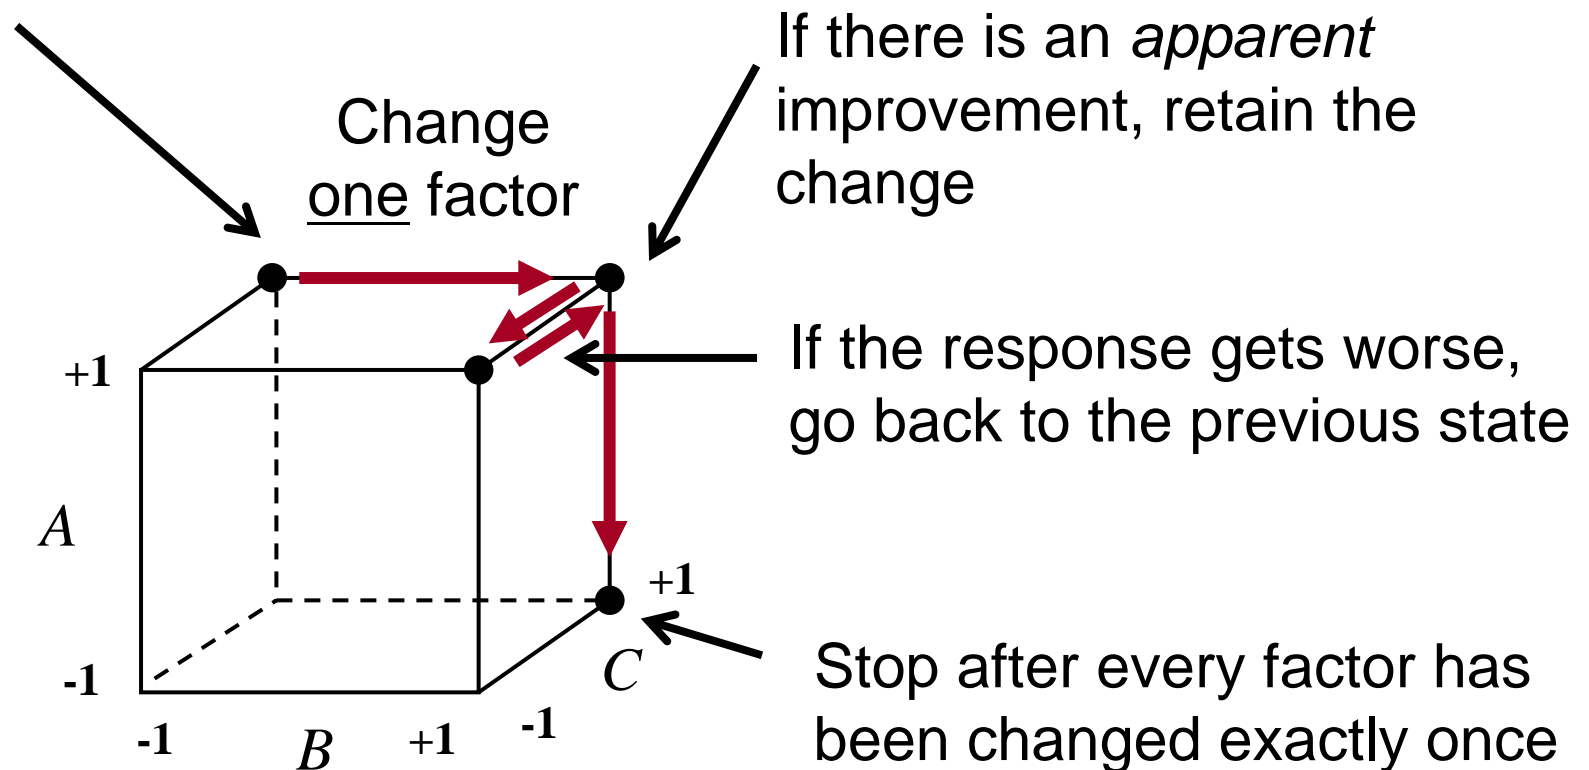 If there is an apparent
improvement, retain the
change
Change
one factor
If the response gets worse,
go back to the previous state
+1
A
-1
-1
B
+1
-1
C
+1
Stop after every factor has
been changed exactly once